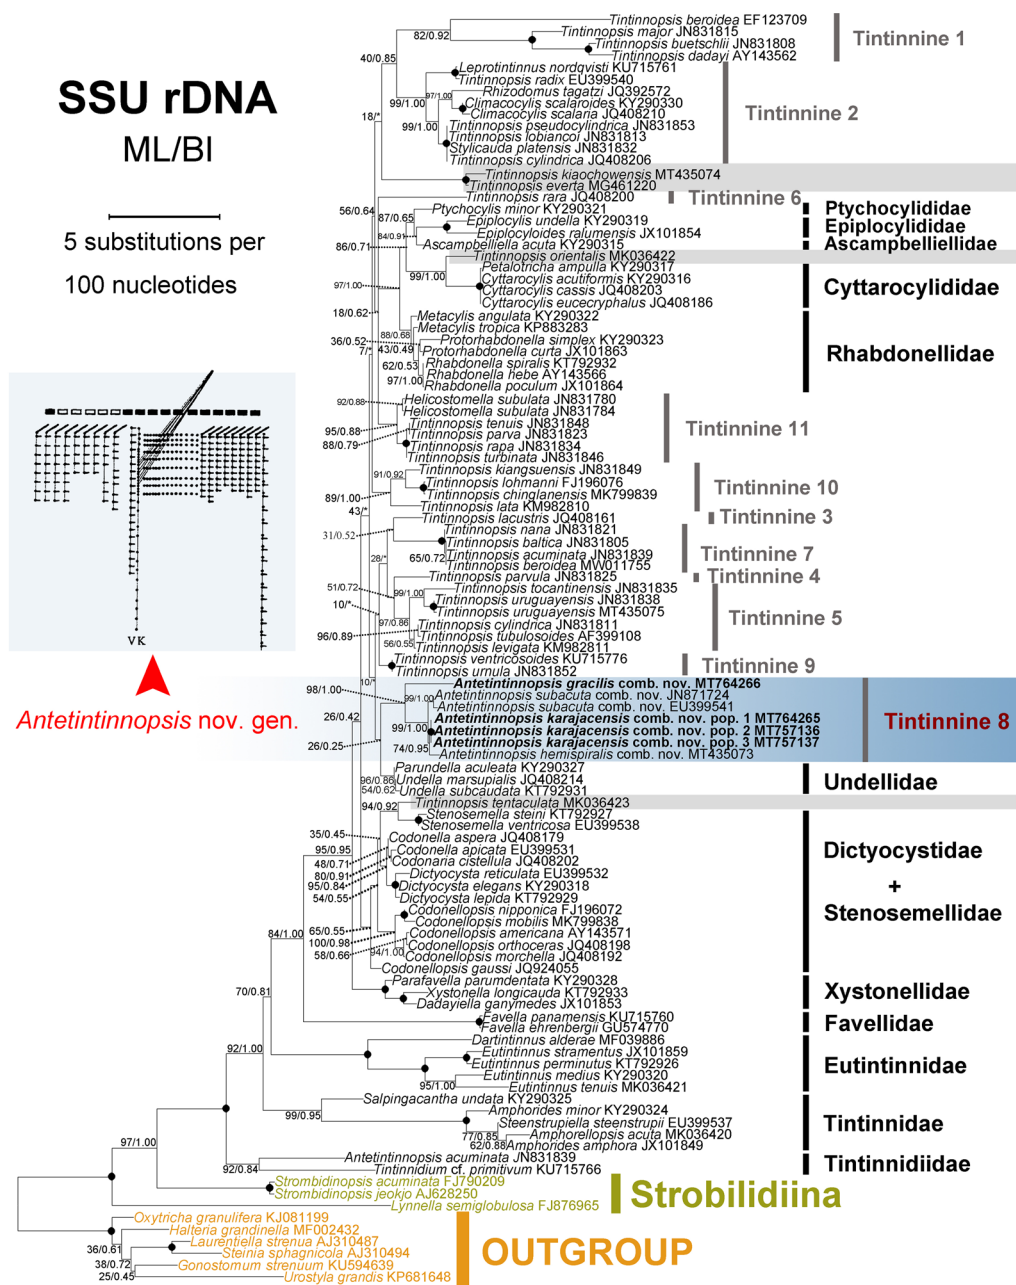 SSU rDNA
ML/BI
5 substitutions per
100 nucleotides
VK
Antetintinnopsis nov. gen.
Tintinnopsis beroidea EF123709
Tintinnopsis major JN831815
Tintinnopsis buetschlii JN831808
Tintinnopsis dadayi AY143562
Tintinnine 1
82/0.92
40/0.85
Leprotintinnus nordqvisti KU715761
Tintinnopsis radix EU399540
Rhizodomus tagatzi JQ392572
Climacocylis scalaroides KY290330
Climacocylis scalaria JQ408210
Tintinnopsis pseudocylindrica JN831853
Tintinnopsis lobiancoi JN831813
Stylicauda platensis JN831832
Tintinnopsis cylindrica JQ408206
Tintinnine 2
97/1.00
99/1.00
99/1.00
18/*
Tintinnopsis kiaochowensis MT435074
Tintinnopsis everta MG461220
Tintinnopsis rara JQ408200
Tintinnine 6
56/0.64
Ptychocylis minor KY290321
Ptychocylididae
87/0.65
Epiplocylis undella KY290319
Epiplocyloides ralumensis JX101854
Epiplocylididae
84/0.91
Ascampbelliella acuta KY290315
Ascampbelliellidae
86/0.71
Tintinnopsis orientalis MK036422
Petalotricha ampulla KY290317
Cyttarocylis acutiformis KY290316
Cyttarocylis cassis JQ408203
Cyttarocylis eucecryphalus JQ408186
Cyttarocylididae
99/1.00
97/1.00
18/0.62
Metacylis angulata KY290322
Metacylis tropica KP883283
Protorhabdonella simplex KY290323
Protorhabdonella curta JX101863
Rhabdonella spiralis KT792932
Rhabdonella hebe AY143566
Rhabdonella poculum JX101864
Rhabdonellidae
88/0.68
36/0.52
43/0.49
7/*
62/0.53
97/1.00
Helicostomella subulata JN831780
Helicostomella subulata JN831784
Tintinnopsis tenuis JN831848
Tintinnopsis parva JN831823
Tintinnopsis rapa JN831834
Tintinnopsis turbinata JN831846
Tintinnine 11
92/0.88
95/0.88
88/0.79
Tintinnopsis kiangsuensis JN831849
Tintinnopsis lohmanni FJ196076
Tintinnopsis chinglanensis MK799839
Tintinnopsis lata KM982810
Tintinnine 10
91/0.92
89/1.00
43/*
Tintinnopsis lacustris JQ408161
Tintinnine 3
Tintinnopsis nana JN831821
Tintinnopsis baltica JN831805
Tintinnopsis acuminata JN831839
Tintinnopsis beroidea MW011755
Tintinnine 7
31/0.52
65/0.72
28/*
Tintinnopsis parvula JN831825
Tintinnine 4
51/0.72
Tintinnopsis tocantinensis JN831835
Tintinnopsis uruguayensis JN831838
Tintinnopsis uruguayensis MT435075
Tintinnopsis cylindrica JN831811
Tintinnopsis tubulosoides AF399108
Tintinnopsis levigata KM982811
Tintinnine 5
99/1.00
10/*
97/0.86
96/0.89
56/0.55
Tintinnopsis ventricosoides KU715776
Tintinnopsis urnula JN831852
Tintinnine 9
10/*
Antetintinnopsis gracilis comb. nov. MT764266
Antetintinnopsis subacuta comb. nov. JN871724
Antetintinnopsis subacuta comb. nov. EU399541
Antetintinnopsis karajacensis comb. nov. pop. 1 MT764265
Antetintinnopsis karajacensis comb. nov. pop. 2 MT757136
Antetintinnopsis karajacensis comb. nov. pop. 3 MT757137
Antetintinnopsis hemispiralis comb. nov. MT435073
Tintinnine 8
98/1.00
99/1.00
26/0.42
99/1.00
26/0.25
74/0.95
Parundella aculeata KY290327
Undella marsupialis JQ408214
Undella subcaudata KT792931
Undellidae
96/0.86
54/0.62
Tintinnopsis tentaculata MK036423
94/0.92
Stenosemella steini KT792927
Stenosemella ventricosa EU399538
Codonella aspera JQ408179
Codonella apicata EU399531
Codonaria cistellula JQ408202
Dictyocysta reticulata EU399532
Dictyocysta elegans KY290318
Dictyocysta lepida KT792929
Codonellopsis nipponica FJ196072
Codonellopsis mobilis MK799838
Codonellopsis americana AY143571
Codonellopsis orthoceras JQ408198
Codonellopsis morchella JQ408192
Codonellopsis gaussi JQ924055
Dictyocystidae
+
Stenosemellidae
35/0.45
95/0.95
48/0.71
80/0.91
95/0.84
54/0.55
65/0.55
100/0.98
58/0.66
94/1.00
84/1.00
Parafavella parumdentata KY290328
Xystonella longicauda KT792933
Dadayiella ganymedes JX101853
Xystonellidae
70/0.81
Favella panamensis KU715760
Favella ehrenbergii GU574770
Favellidae
Dartintinnus alderae MF039886
Eutintinnus stramentus JX101859
Eutintinnus perminutus KT792926
Eutintinnus medius KY290320
Eutintinnus tenuis MK036421
Eutintinnidae
92/1.00
95/1.00
Salpingacantha undata KY290325
Amphorides minor KY290324
Steenstrupiella steenstrupii EU399537
Amphorellopsis acuta MK036420
Amphorides amphora JX101849
Tintinnidae
99/0.95
77/0.85
62/0.88
97/1.00
Antetintinnopsis acuminata JN831839
Tintinnidium cf. primitivum KU715766
Tintinnidiidae
92/0.84
Strombidinopsis acuminata FJ790209
Strombidinopsis jeokjo AJ628250
Lynnella semiglobulosa FJ876965
Strobilidiina
Oxytricha granulifera KJ081199
Halteria grandinella MF002432
Laurentiella strenua AJ310487
Steinia sphagnicola AJ310494
Gonostomum strenuum KU594639
Urostyla grandis KP681648
OUTGROUP
36/0.61
38/0.72
25/0.45